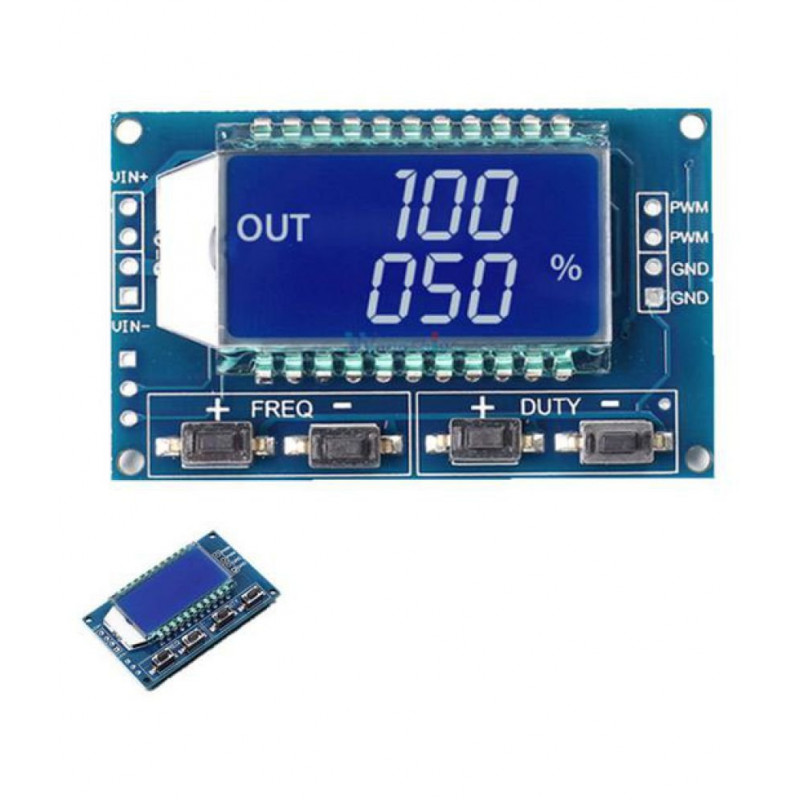 VIN+
PWM
OUT 100
PWM
050 %
GND
GND
VIN-
+ FREQ -
+ DUTY -